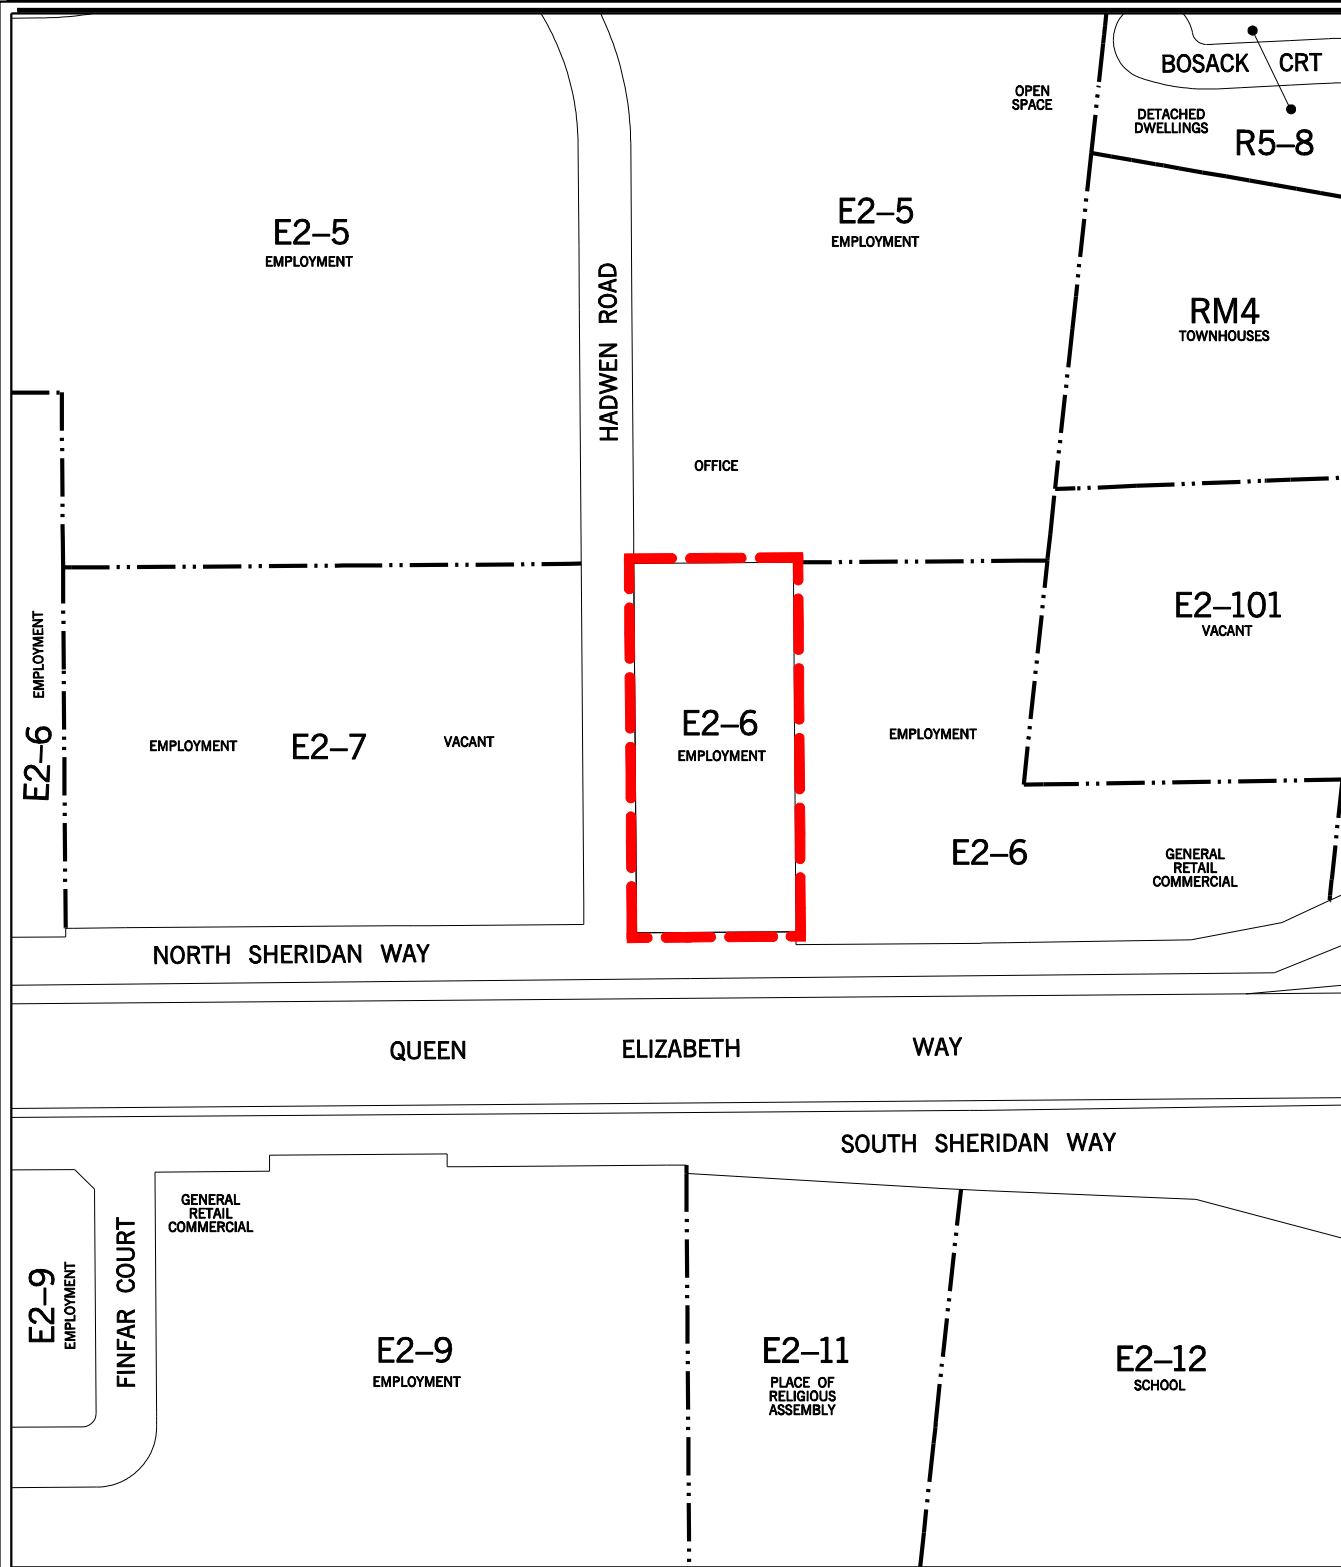 BOSACK CRT
OPEN
SPACE
DETACHED
DWELLINGS
R5–8
E2–5
EMPLOYMENT
E2–5
EMPLOYMENT
HADWEN ROAD
RM4
TOWNHOUSES
OFFICE
E2–101
VACANT
E2–6 EMPLOYMENT
EMPLOYMENT E2–7 VACANT
E2–6
EMPLOYMENT
EMPLOYMENT
E2–6
GENERAL
RETAIL
COMMERCIAL
NORTH SHERIDAN WAY
QUEEN ELIZABETH WAY
SOUTH SHERIDAN WAY
GENERAL
RETAIL
COMMERCIAL
E2–9
EMPLOYMENT
FINFAR COURT
E2–9
EMPLOYMENT
E2–11
PLACE OF
RELIGIOUS
ASSEMBLY
E2–12
SCHOOL